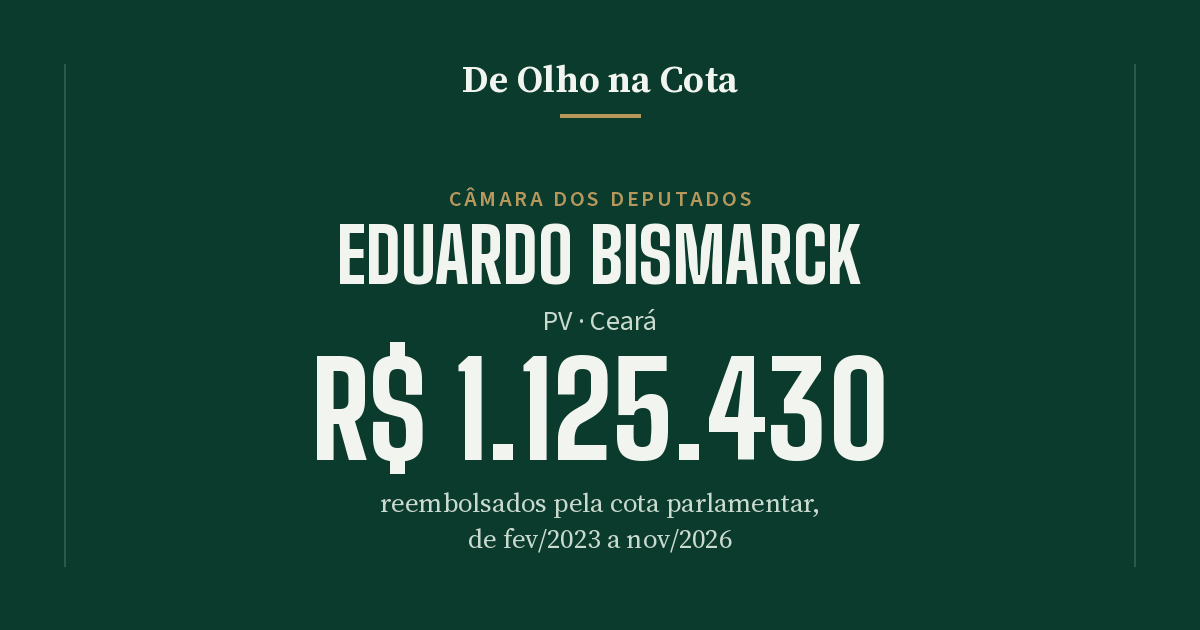 De Olho na Cota
CÂMARA DOS DEPUTADOS
EDUARDO BISMARCK
PV · Ceará
R$ 1.125.430
reembolsados pela cota parlamentar,
de fev/2023 a nov/2026